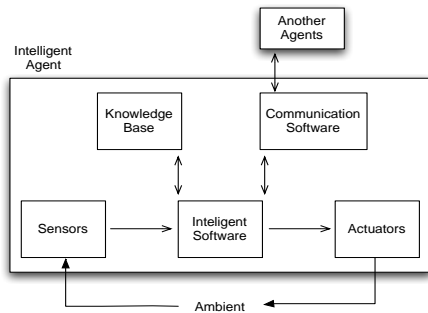 Another
Agents
Intelligent
Agent
Knowledge
Base
Communication
Software
Sensors
Inteligent
Software
Actuators
Ambient